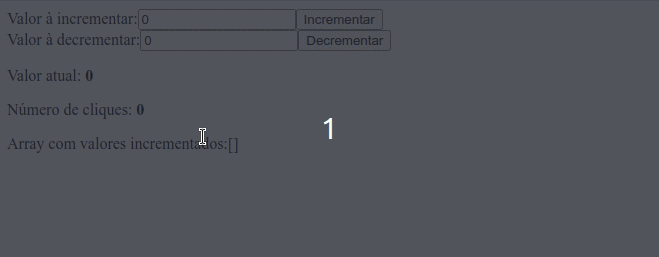 Valor à incrementar: 0 Incrementar
Valor à decrementar: 0 Decrementar
Valor atual: 0
Número de cliques: 0
1
Array com valores incrementados:[]